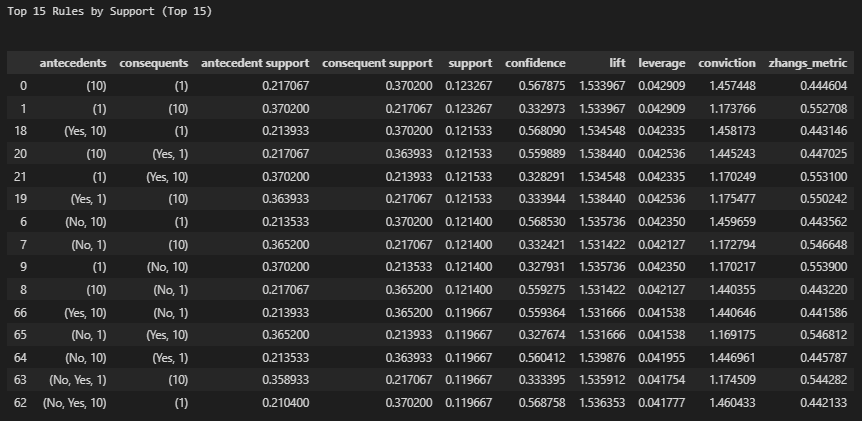 Top 15 Rules by Support (Top 15)
antecedents consequents antecedent support consequent support support confidence lift leverage conviction zhangs_metric
0 (10) (1) 0.217067 0.370200 0.123267 0.567875 1.533967 0.042909 1.457448 0.444604
1 (1) (10) 0.370200 0.217067 0.123267 0.332973 1.533967 0.042909 1.173766 0.552708
18 (Yes, 10) (1) 0.213933 0.370200 0.121533 0.568090 1.534548 0.042335 1.458173 0.443146
20 (10) (Yes, 1) 0.217067 0.363933 0.121533 0.559889 1.538440 0.042536 1.445243 0.447025
21 (1) (Yes, 10) 0.370200 0.213933 0.121533 0.328291 1.534548 0.042335 1.170249 0.553100
19 (Yes, 1) (10) 0.363933 0.217067 0.121533 0.333944 1.538440 0.042536 1.175477 0.550242
6 (No, 10) (1) 0.213533 0.370200 0.121400 0.568530 1.535736 0.042350 1.459659 0.443562
7 (No, 1) (10) 0.365200 0.217067 0.121400 0.332421 1.531422 0.042127 1.172794 0.546648
9 (1) (No, 10) 0.370200 0.213533 0.121400 0.327931 1.535736 0.042350 1.170217 0.553900
8 (10) (No, 1) 0.217067 0.365200 0.121400 0.559275 1.531422 0.042127 1.440355 0.443220
66 (Yes, 10) (No, 1) 0.213933 0.365200 0.119667 0.559364 1.531666 0.041538 1.440646 0.441586
65 (No, 1) (Yes, 10) 0.365200 0.213933 0.119667 0.327674 1.531666 0.041538 1.169175 0.546812
64 (No, 10) (Yes, 1) 0.213533 0.363933 0.119667 0.560412 1.539876 0.041955 1.446961 0.445787
63 (No, Yes, 1) (10) 0.358933 0.217067 0.119667 0.333395 1.535912 0.041754 1.174509 0.544282
62 (No, Yes, 10) (1) 0.210400 0.370200 0.119667 0.568758 1.536353 0.041777 1.460433 0.442133